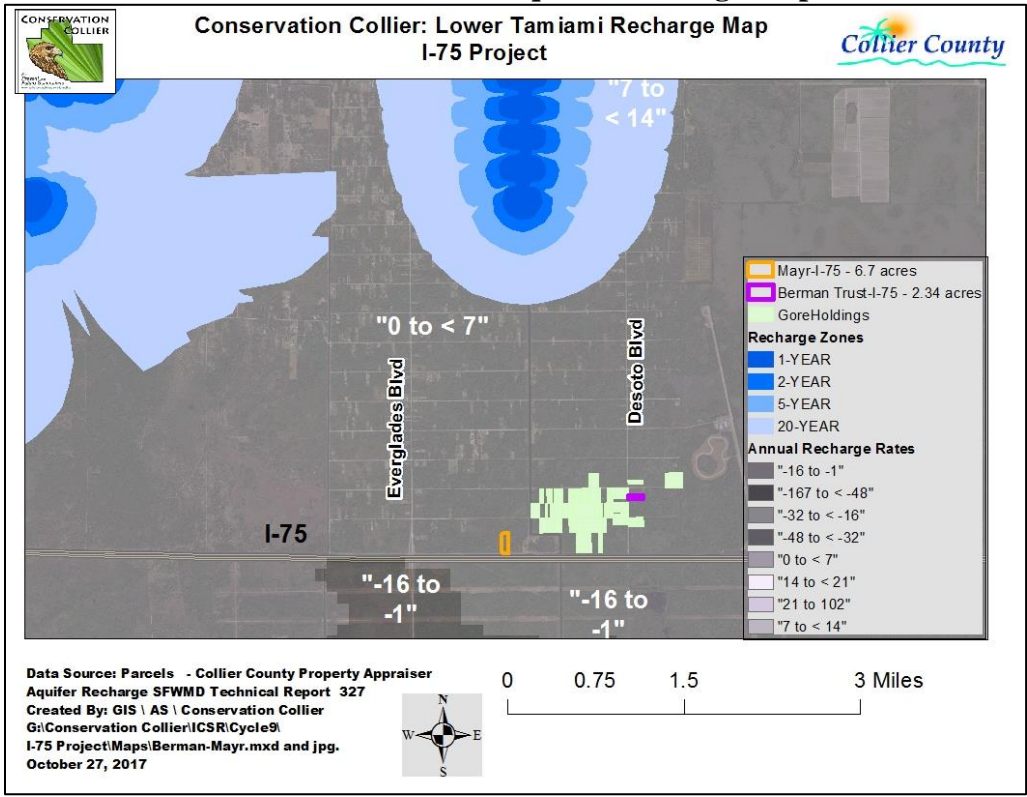 Conservation Collier: Lower Tamiami Recharge Map
I-75 Project
CONSERVATION
COLLIER
Collier County
"7 to
< 14"
"0 to < 7"
Everglades Blvd
Desoto Blvd
I-75
"-16 to
-1"
"-16 to
-1"
Mayr-I-75 - 6.7 acres
Berman Trust-I-75 - 2.34 acres
GoreHoldings
Recharge Zones
1-YEAR
2-YEAR
5-YEAR
20-YEAR
Annual Recharge Rates
"-16 to -1"
"-167 to < -48"
"-32 to < -16"
"-48 to < -32"
"0 to < 7"
"14 to < 21"
"21 to 102"
"7 to < 14"
Data Source: Parcels - Collier County Property Appraiser
Aquifer Recharge SFWMD Technical Report 327
Created By: GIS \ AS \ Conservation Collier
G:\Conservation Collier\ICSR\Cycle9\
I-75 Project\Maps\Berman-Mayr.mxd and jpg.
October 27, 2017
N
W E
S
0 0.75 1.5 3 Miles